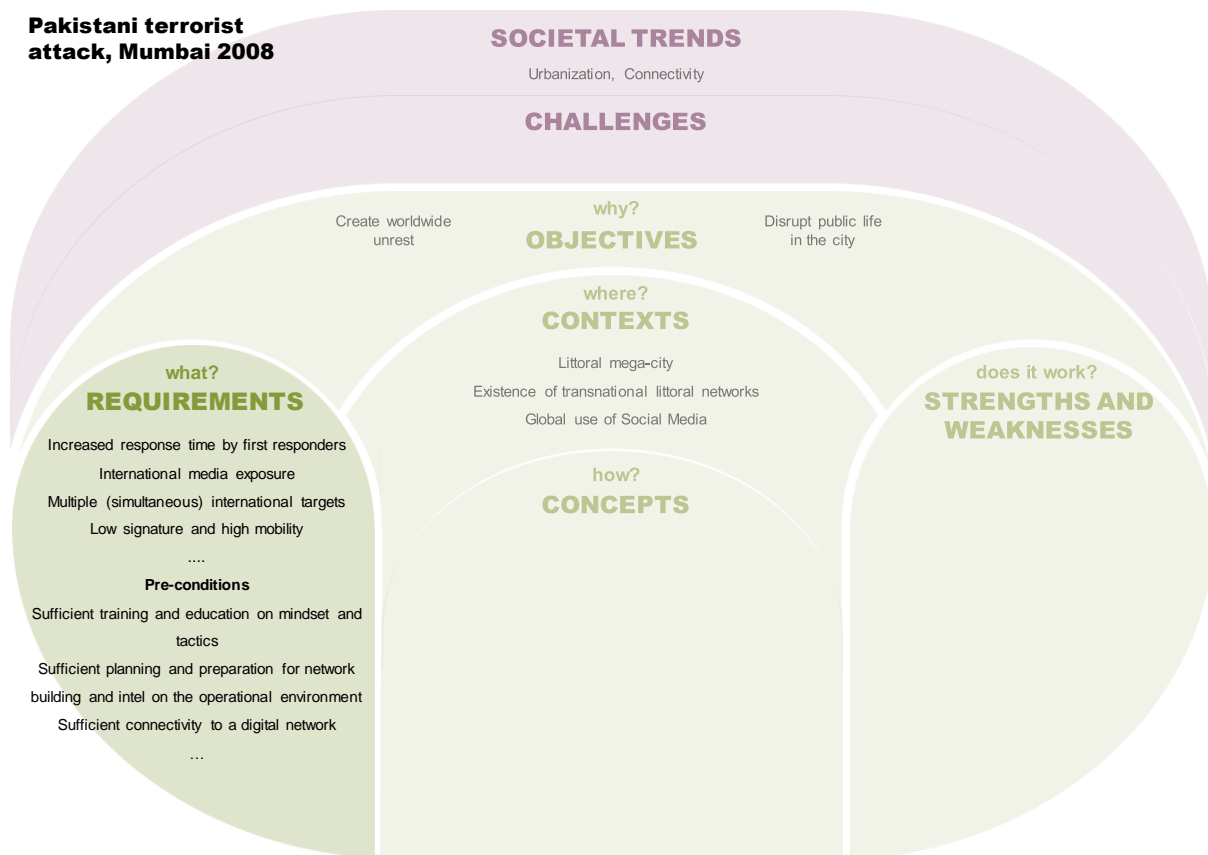 Pakistani terrorist
attack, Mumbai 2008
SOCIETAL TRENDS
Urbanization, Connectivity
CHALLENGES
why?
OBJECTIVES
Create worldwide
unrest
Disrupt public life
in the city
where?
CONTEXTS
Littoral mega-city
Existence of transnational littoral networks
Global use of Social Media
what?
REQUIREMENTS
Increased response time by first responders
International media exposure
Multiple (simultaneous) international targets
Low signature and high mobility
....
Pre-conditions
Sufficient training and education on mindset and
tactics
Sufficient planning and preparation for network
building and intel on the operational environment
Sufficient connectivity to a digital network
...
how?
CONCEPTS
does it work?
STRENGTHS AND
WEAKNESSES